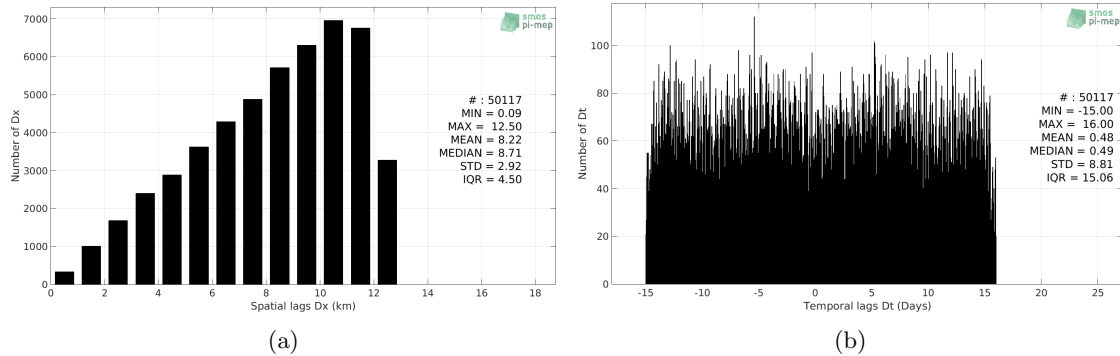 7000
6000
5000
4000
3000
2000
1000
0
Number of Dx
0 2 4 6 8 10 12 14 16 18
Spatial lags Dx (km)
smos
pi-mep
# : 50117
MIN = 0.09
MAX = 12.50
MEAN = 8.22
MEDIAN = 8.71
STD = 2.92
IQR = 4.50
(a)
100
80
60
40
20
0
Number of Dt
-15 -10 -5 0 5 10 15 20 25
Temporal lags Dt (Days)
smos
pi-mep
# : 50117
MIN = -15.00
MAX = 16.00
MEAN = 0.48
MEDIAN = 0.49
STD = 8.81
IQR = 15.06
(b)